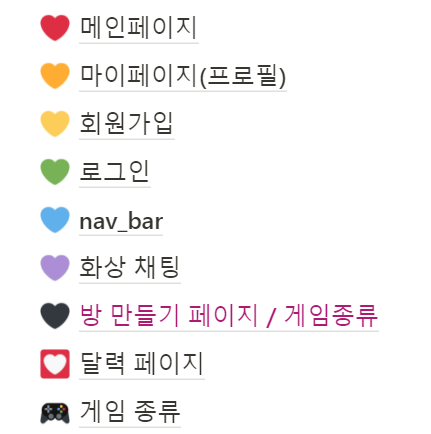 메인페이지
마이페이지(프로필)
회원가입
로그인
nav_bar
화상 채팅
방 만들기 페이지 / 게임종류
달력 페이지
게임 종류